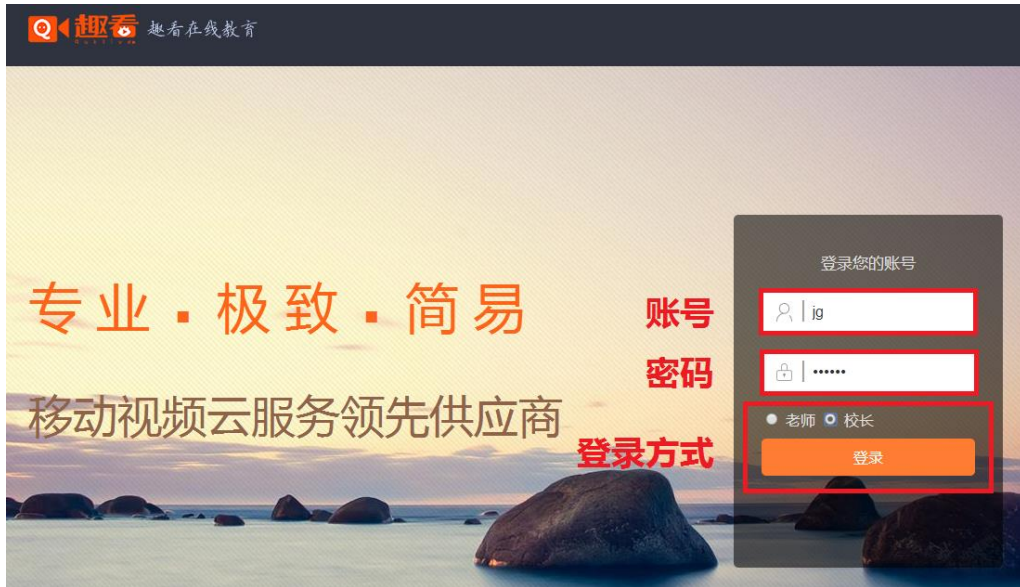 趣看 趣看在线教育
登录您的账号
专业·极致·简易
账号 jg
密码 ••••••
移动视频云服务领先供应商
老师 校长
登录方式 登录